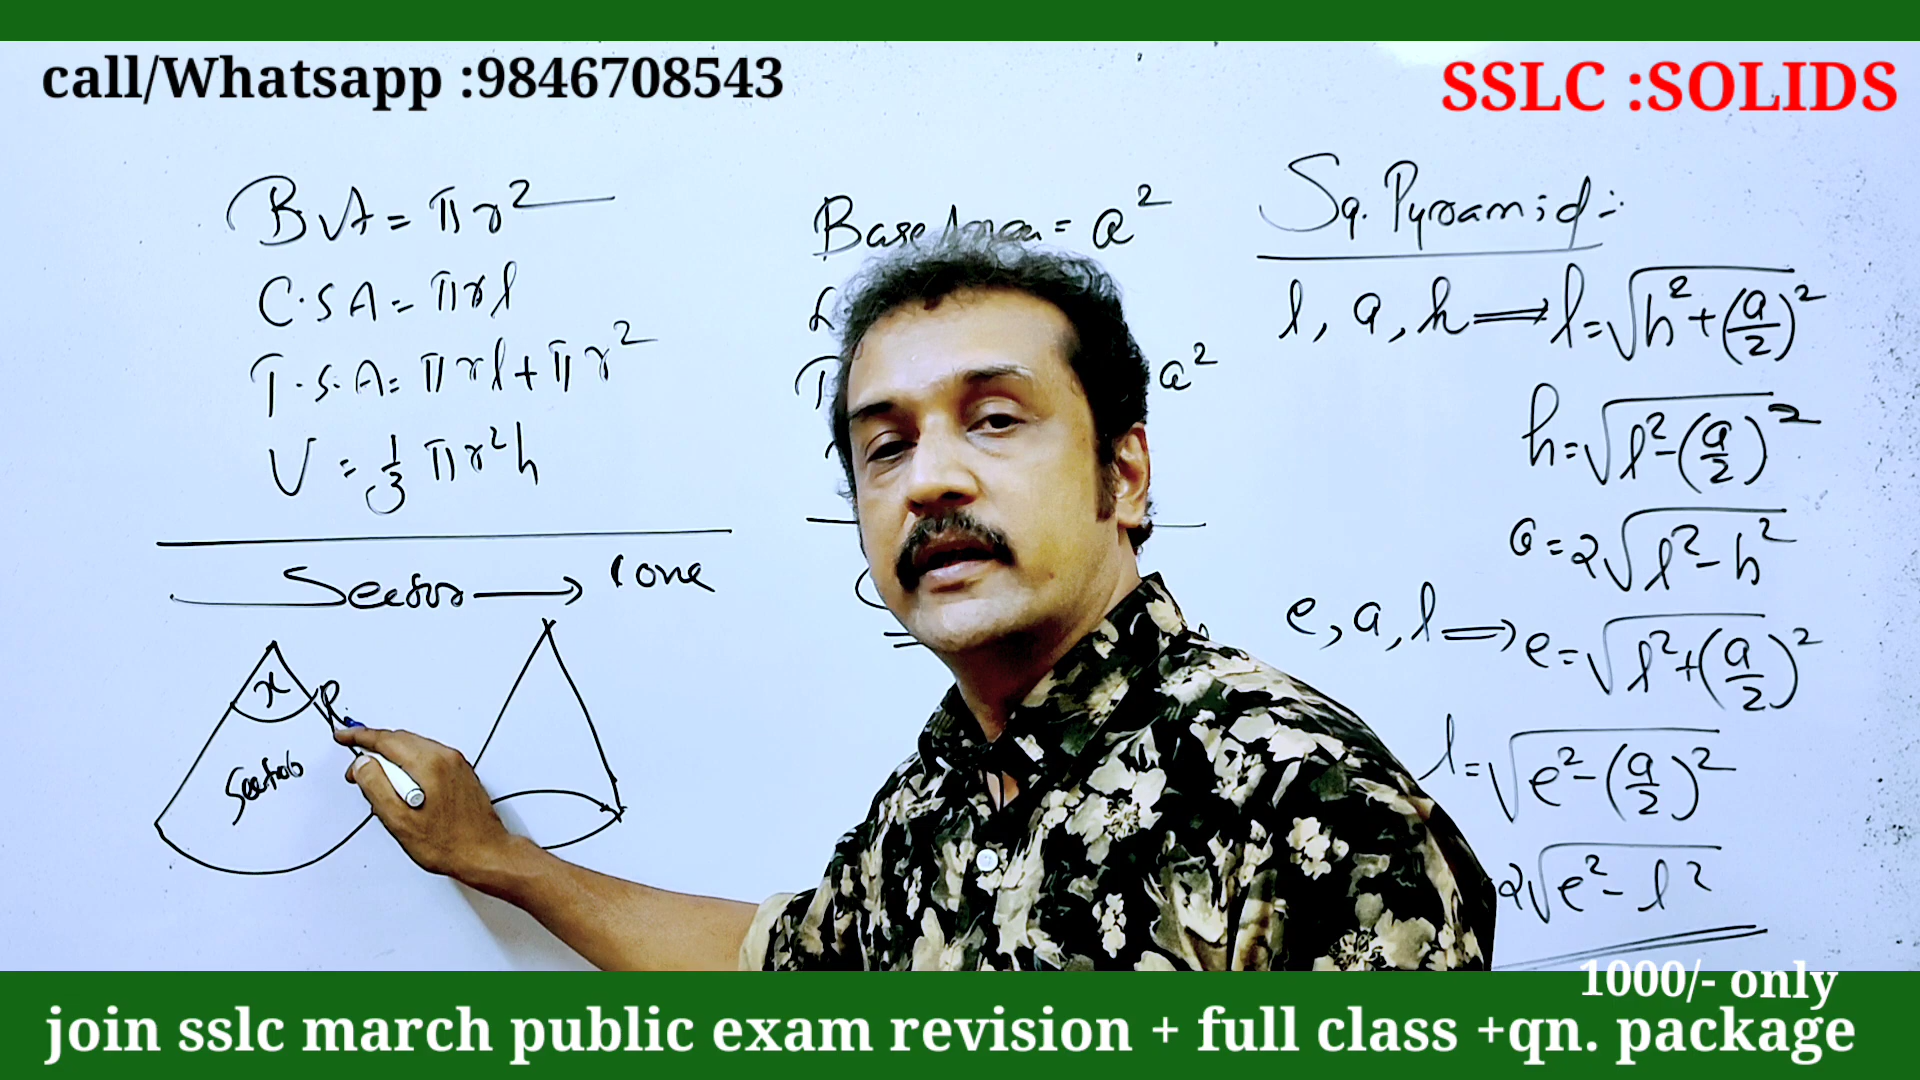 call/Whatsapp :9846708543
SSLC :SOLIDS
B A = πr²
C.SA = πrl
T.S.A = πrl + πr²
V = 1/3 πr²h
Sector → Cone
x R
Sector
Base Area = a²
a²
Sq. Pyramid :-
l, a, h ⟹ l = √(h² + (a/2)²)
h = √(l² - (a/2)²)
a = 2√(l² - h²)
e, a, l ⟹ e = √(l² + (a/2)²)
l = √(e² - (a/2)²)
2√(e² - l²)
1000/- only
join sslc march public exam revision + full class +qn. package